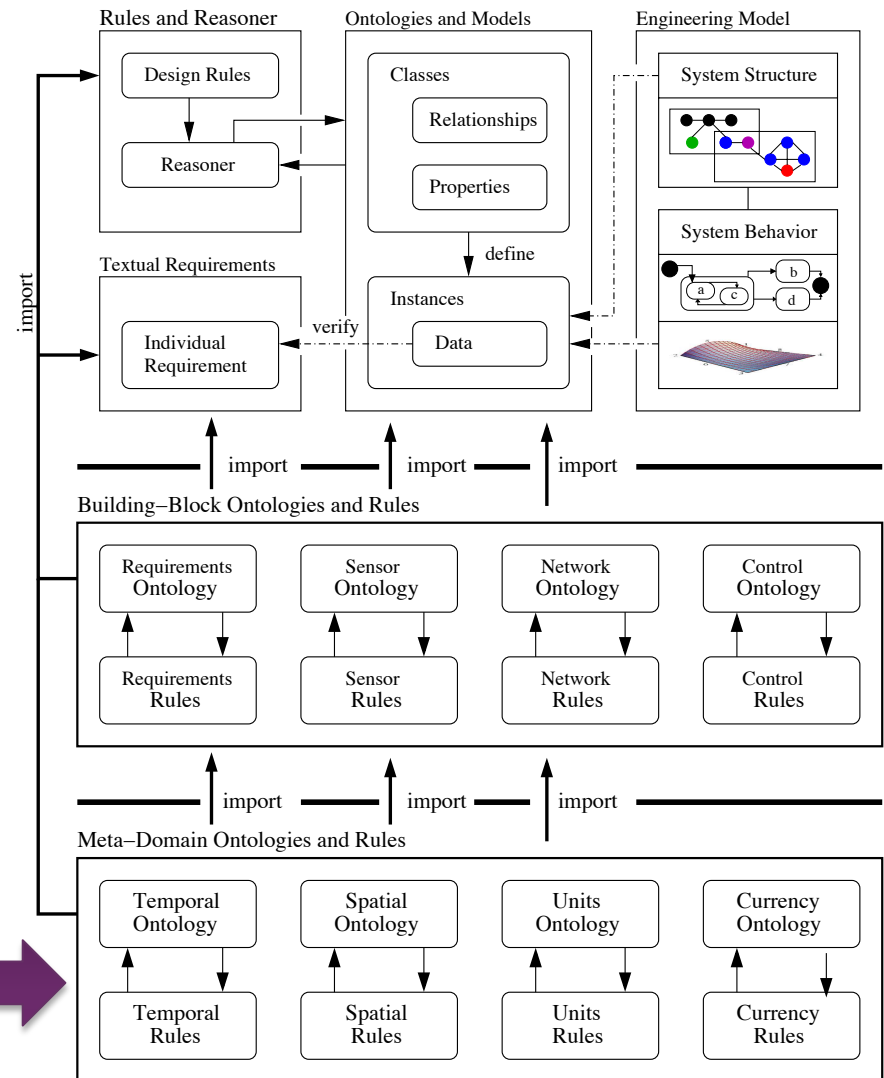 Rules and Reasoner
Design Rules
Reasoner
Textual Requirements
Individual
Requirement
import
Ontologies and Models
Classes
Relationships
Properties
define
Instances
Data
verify
Engineering Model
System Structure
System Behavior
a
c
b
d
import
import
import
Building–Block Ontologies and Rules
Requirements
Ontology
Requirements
Rules
Sensor
Ontology
Sensor
Rules
Network
Ontology
Network
Rules
Control
Ontology
Control
Rules
import
import
import
Meta–Domain Ontologies and Rules
Temporal
Ontology
Temporal
Rules
Spatial
Ontology
Spatial
Rules
Units
Ontology
Units
Rules
Currency
Ontology
Currency
Rules